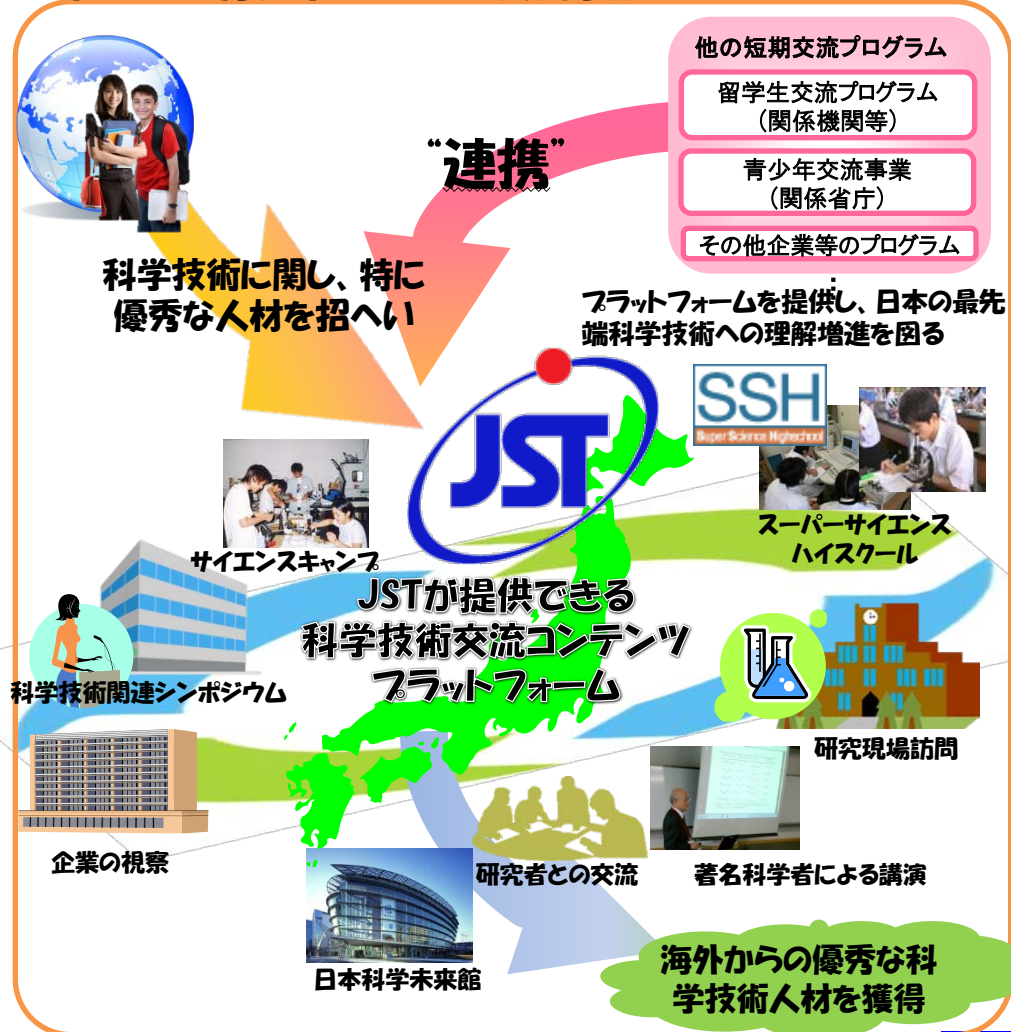 他の短期交流プログラム
留学生交流プログラム
(関係機関等)
青少年交流事業
(関係省庁)
その他企業等のプログラム
:
“連携”
科学技術に関し、特に
優秀な人材を招へい
プラットフォームを提供し、日本の最先
端科学技術への理解増進を図る
JST
SSH
Super Science Highschool
スーパーサイエンス
ハイスクール
サイエンスキャンプ
JSTが提供できる
科学技術交流コンテンツ
プラットフォーム
科学技術関連シンポジウム
研究現場訪問
企業の視察
研究者との交流
著名科学者による講演
日本科学未来館
海外からの優秀な科
学技術人材を獲得